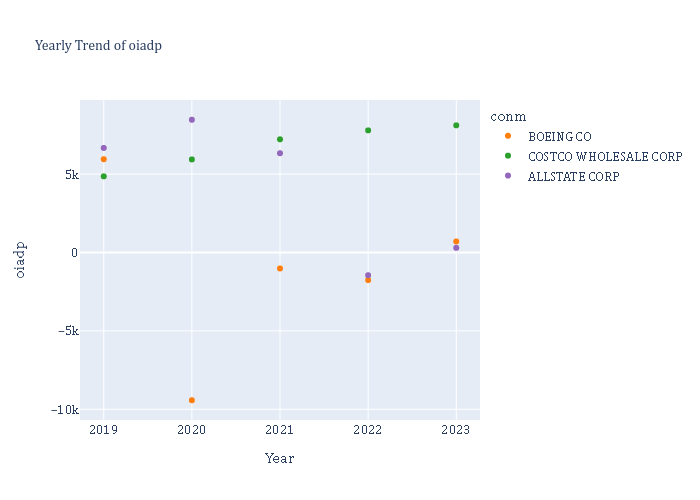 Yearly Trend of oiadp
conm
BOEING CO
COSTCO WHOLESALE CORP
ALLSTATE CORP
5k
0
−5k
−10k
oiadp
2019 2020 2021 2022 2023
Year